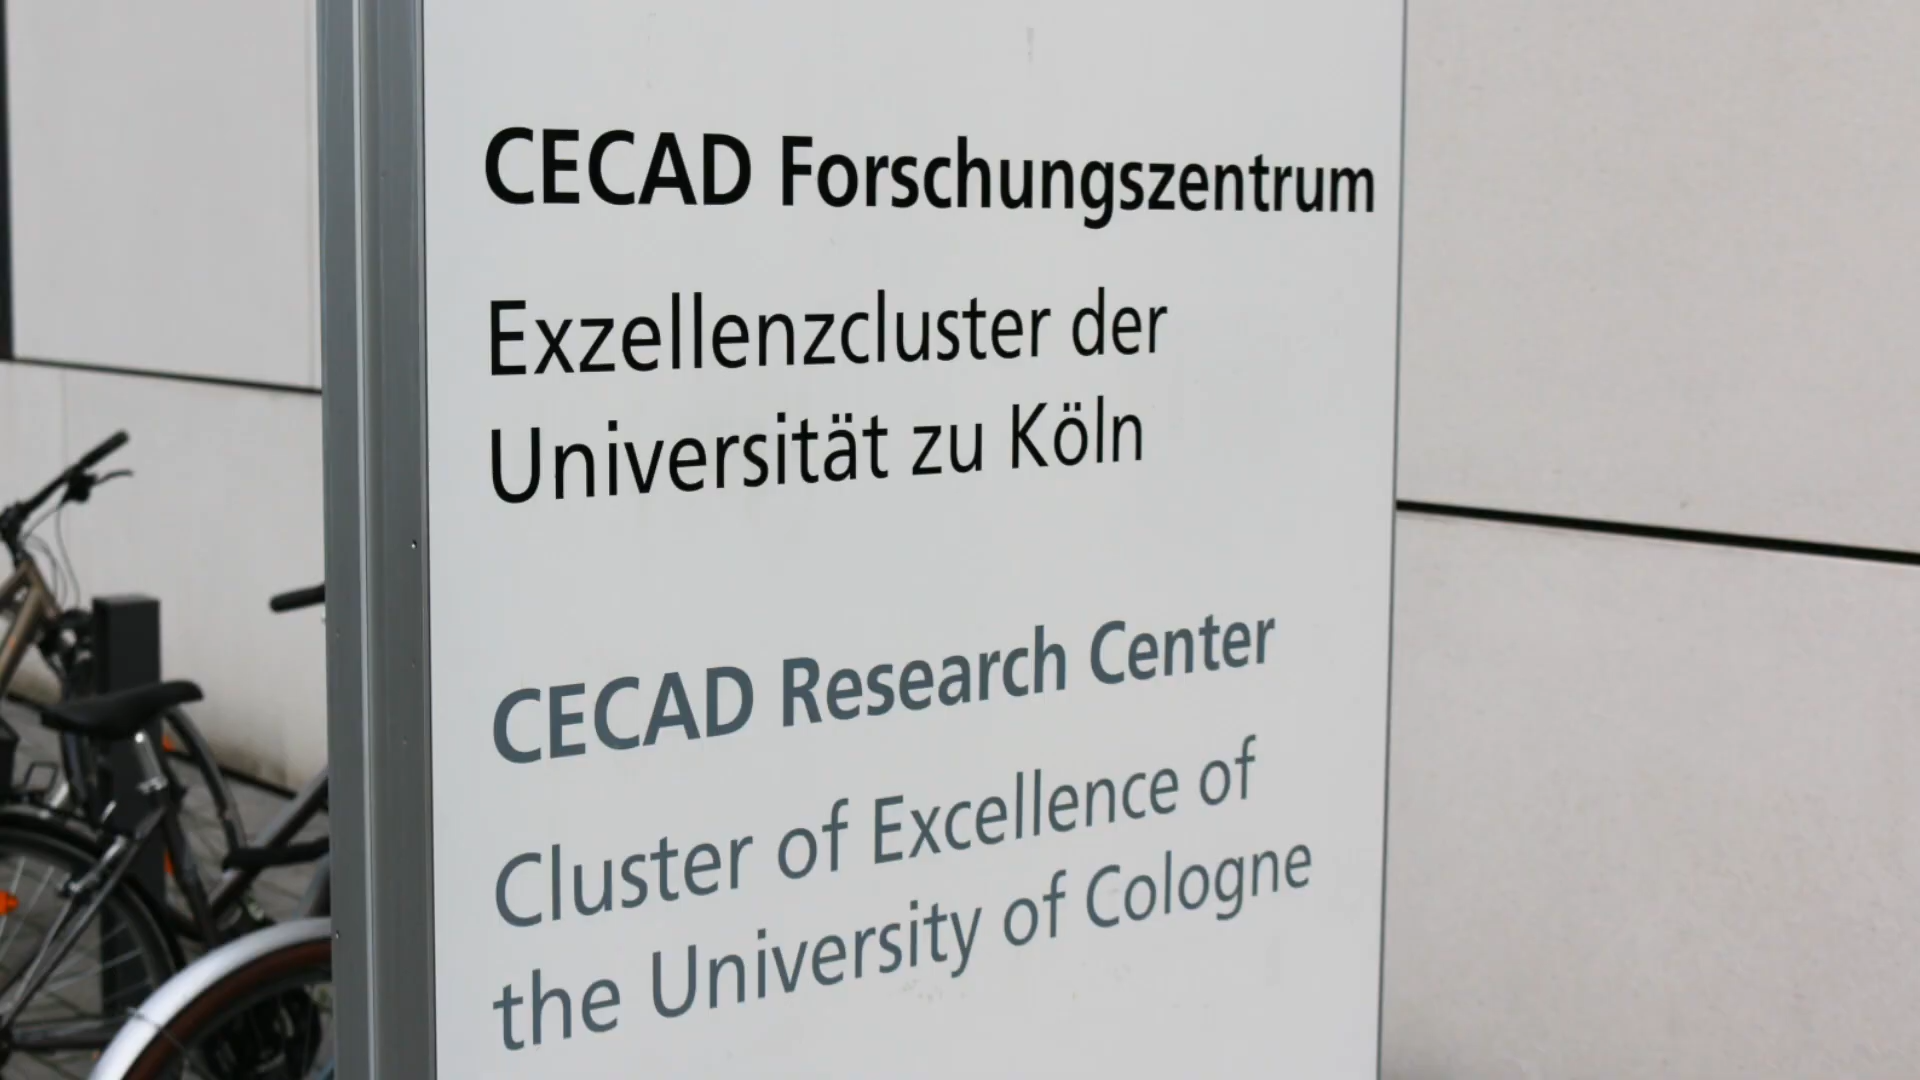 CECAD Forschungszentrum
Exzellenzcluster der
Universität zu Köln
CECAD Research Center
Cluster of Excellence of
the University of Cologne